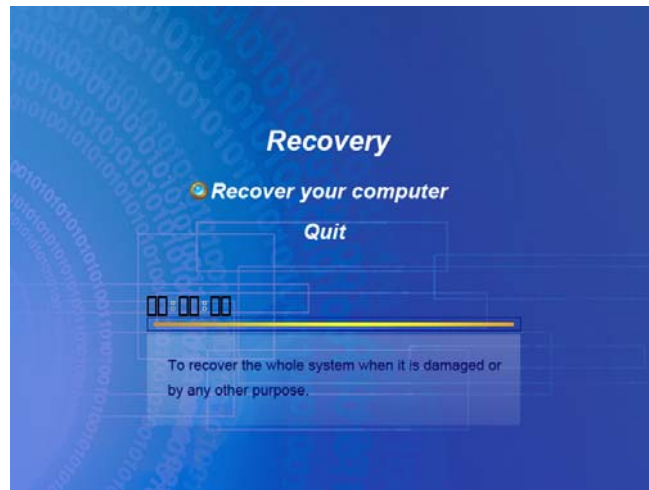 Recovery
Recover your computer
Quit
To recover the whole system when it is damaged or
by any other purpose.